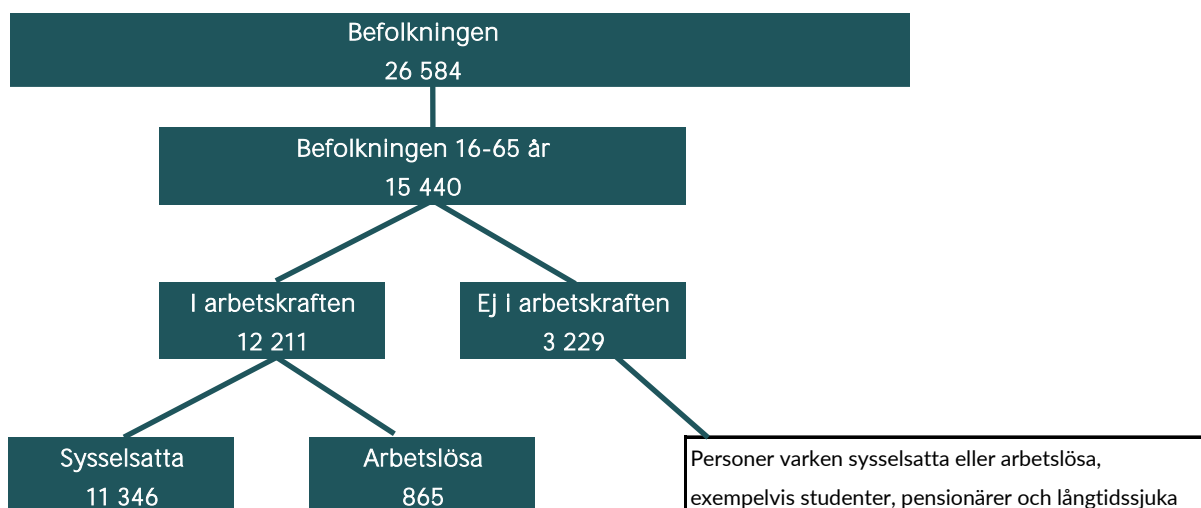 Befolkningen
26 584
Befolkningen 16-65 år
15 440
I arbetskraften
12 211
Ej i arbetskraften
3 229
Sysselsatta
11 346
Arbetslösa
865
Personer varken sysselsatta eller arbetslösa,
exempelvis studenter, pensionärer och långtidssjuka